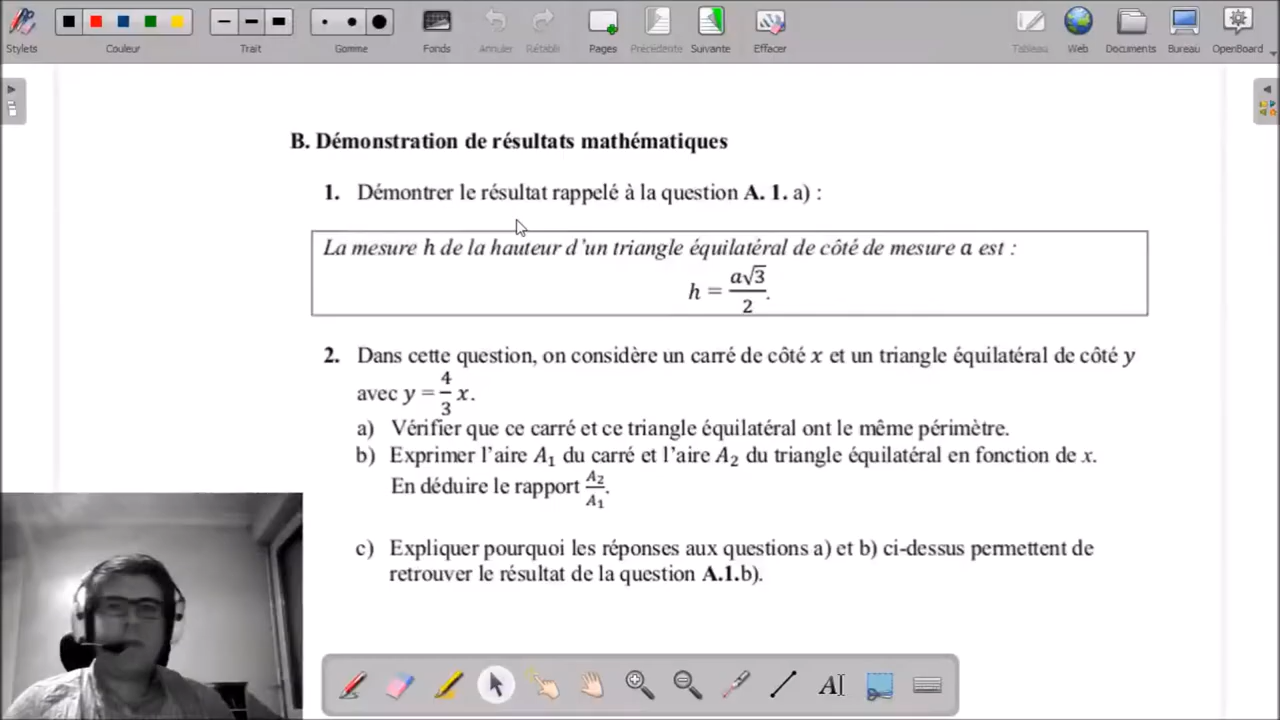 Stylets Couleur Trait Gomme Fonds Annuler Rétablir Pages Précédente Suivante Effacer Tableau Web Documents Bureau OpenBoard
B. Démonstration de résultats mathématiques
1. Démontrer le résultat rappelé à la question A. 1. a) :
La mesure h de la hauteur d'un triangle équilatéral de côté de mesure a est :
h = a√3/2.
2. Dans cette question, on considère un carré de côté x et un triangle équilatéral de côté y
avec y = 4/3 x.
a) Vérifier que ce carré et ce triangle équilatéral ont le même périmètre.
b) Exprimer l'aire A₁ du carré et l'aire A₂ du triangle équilatéral en fonction de x.
En déduire le rapport A₂/A₁.
c) Expliquer pourquoi les réponses aux questions a) et b) ci-dessus permettent de
retrouver le résultat de la question A.1.b).
AI